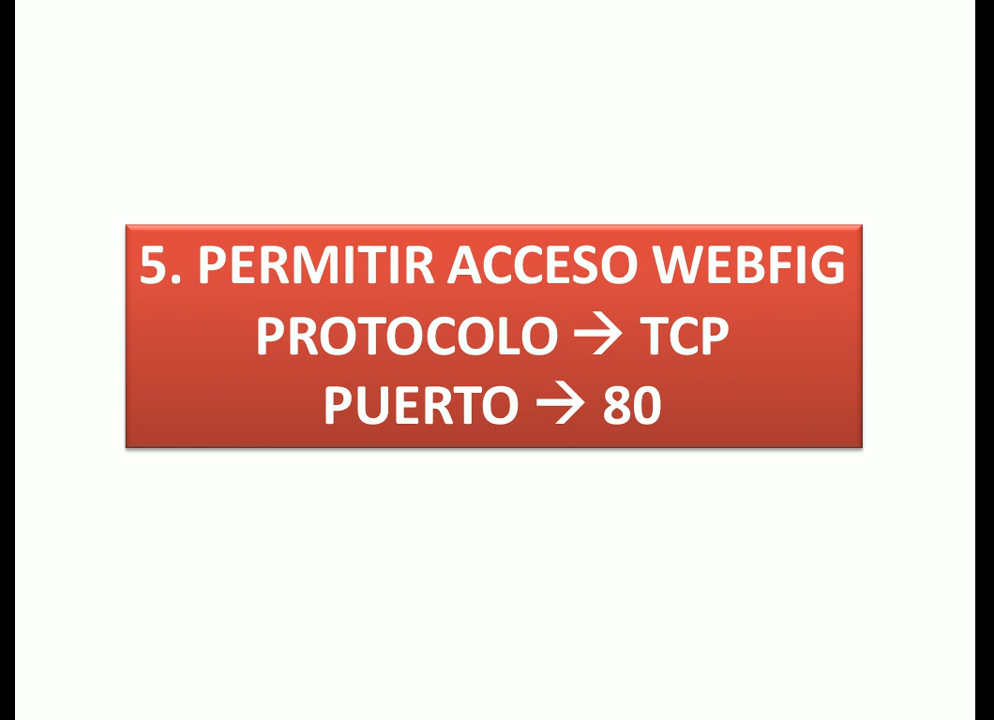 5. PERMITIR ACCESO WEBFIG
PROTOCOLO → TCP
PUERTO → 80